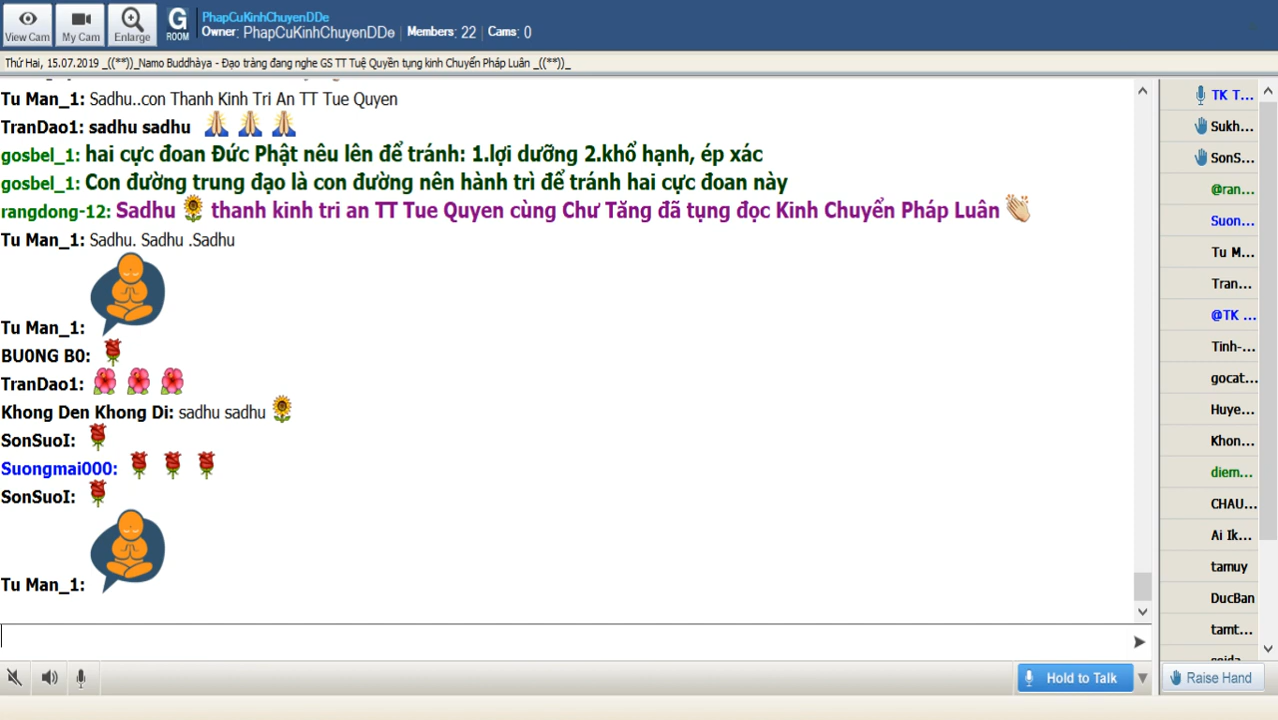 View Cam
My Cam
Enlarge
G
ROOM
PhapCuKinhChuyenDDe
Owner: PhapCuKinhChuyenDDe | Members: 22 | Cams: 0
Thứ Hai, 15.07.2019 _((**))_Namo Buddhàya - Đạo tràng đang nghe GS TT Tuệ Quyền tụng kinh Chuyển Pháp Luân _((**))_
Tu Man_1: Sadhu..con Thanh Kinh Tri An TT Tue Quyen
TranDao1: sadhu sadhu
gosbel_1: hai cực đoan Đức Phật nêu lên để tránh: 1.lợi dưỡng 2.khổ hạnh, ép xác
gosbel_1: Con đường trung đạo là con đường nên hành trì để tránh hai cực đoan này
rangdong-12: Sadhu thanh kinh tri an TT Tue Quyen cùng Chư Tăng đã tụng đọc Kinh Chuyển Pháp Luân
Tu Man_1: Sadhu. Sadhu .Sadhu
Tu Man_1:
BU0NG B0:
TranDao1:
Khong Den Khong Di: sadhu sadhu
SonSuoI:
Suongmai000:
SonSuoI:
Tu Man_1:
TK T...
Sukh...
SonS...
@ran...
Suon...
Tu M...
Tran...
@TK ...
Tinh-...
gocat...
Huye...
Khon...
diem...
CHAU...
Ai Ik...
tamuy
DucBan
tamt...
Hold to Talk
Raise Hand